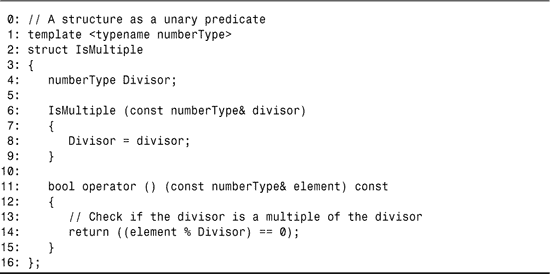 0: // A structure as a unary predicate
1: template <typename numberType>
2: struct IsMultiple
3: {
4:    numberType Divisor;
5:
6:    IsMultiple (const numberType& divisor)
7:    {
8:       Divisor = divisor;
9:    }
10:
11:    bool operator () (const numberType& element) const
12:    {
13:       // Check if the divisor is a multiple of the divisor
14:       return ((element % Divisor) == 0);
15:    }
16: };